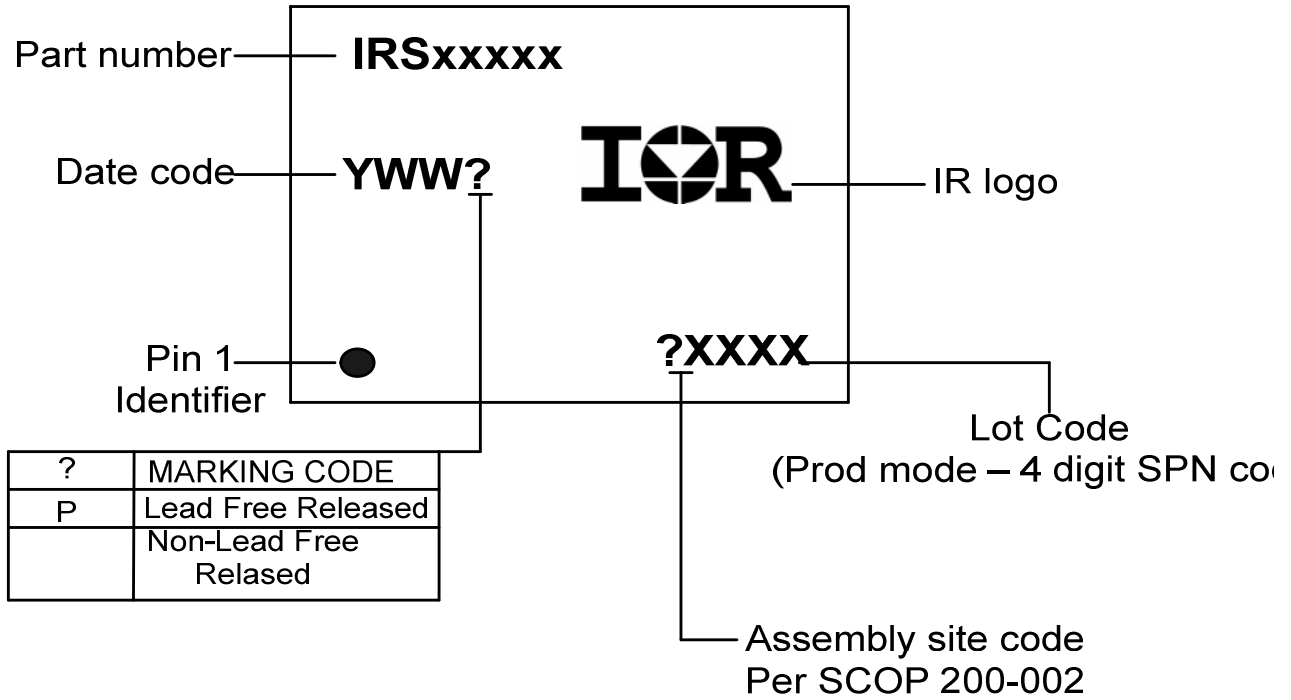 Part number
IRSxxxxx
Date code
YWW?
IOR
IR logo
Pin 1
Identifier
?XXXX
Lot Code
(Prod mode – 4 digit SPN co
? MARKING CODE
P Lead Free Released
Non-Lead Free
Relased
Assembly site code
Per SCOP 200-002